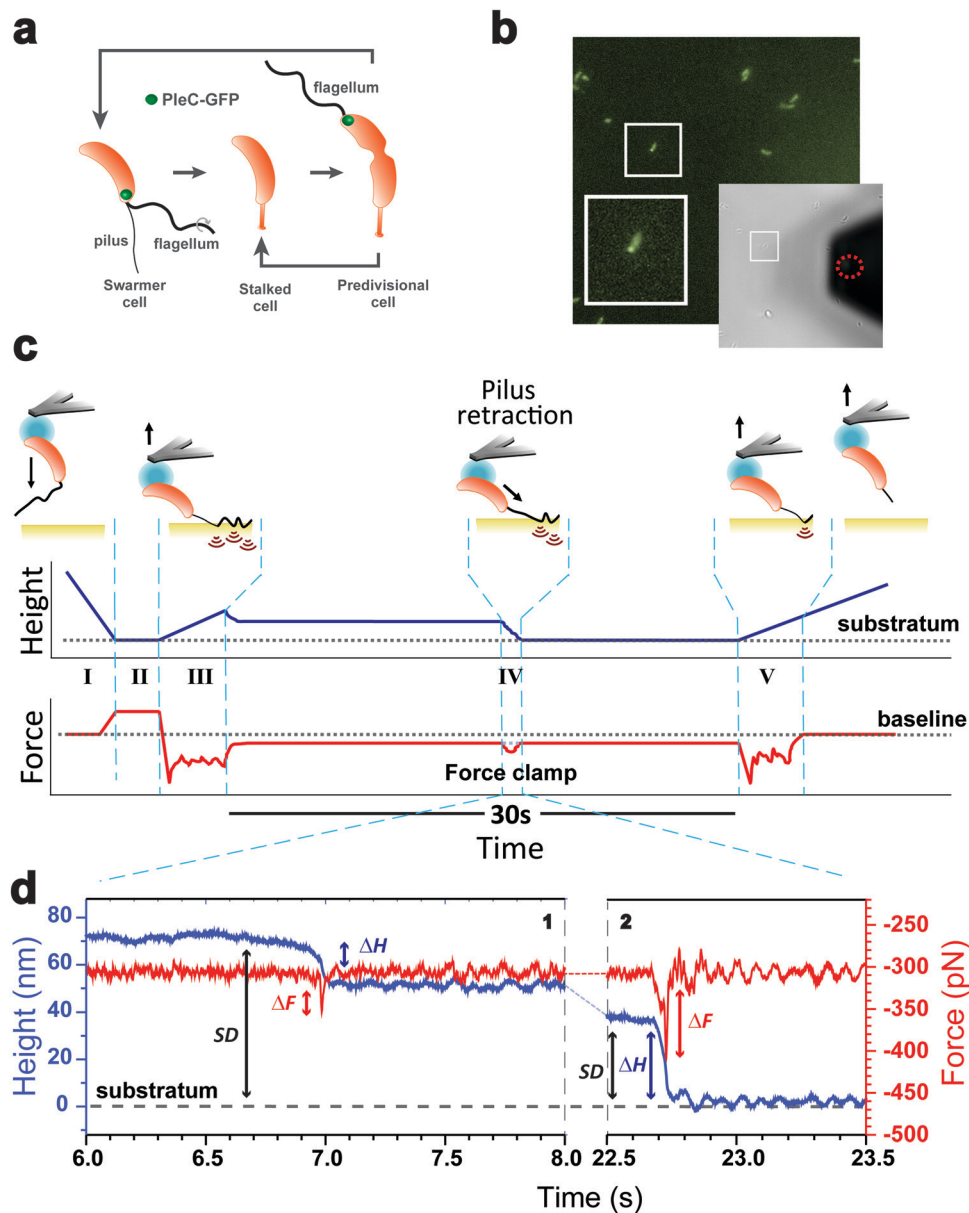 a
flagellum
PleC-GFP
pilus
flagellum
Swarmer
cell
Stalked
cell
Predivisional
cell
b
c
Pilus
retraction
Height
substratum
I
II
III
IV
V
baseline
Force
Force clamp
30s
Time
d
80
60
40
20
0
Height (nm)
1
2
ΔH
ΔF
SD
substratum
SD
ΔH
ΔF
-250
-300
-350
-400
-450
-500
Force (pN)
6.0
6.5
7.0
7.5
8.0
22.5
23.0
23.5
Time (s)